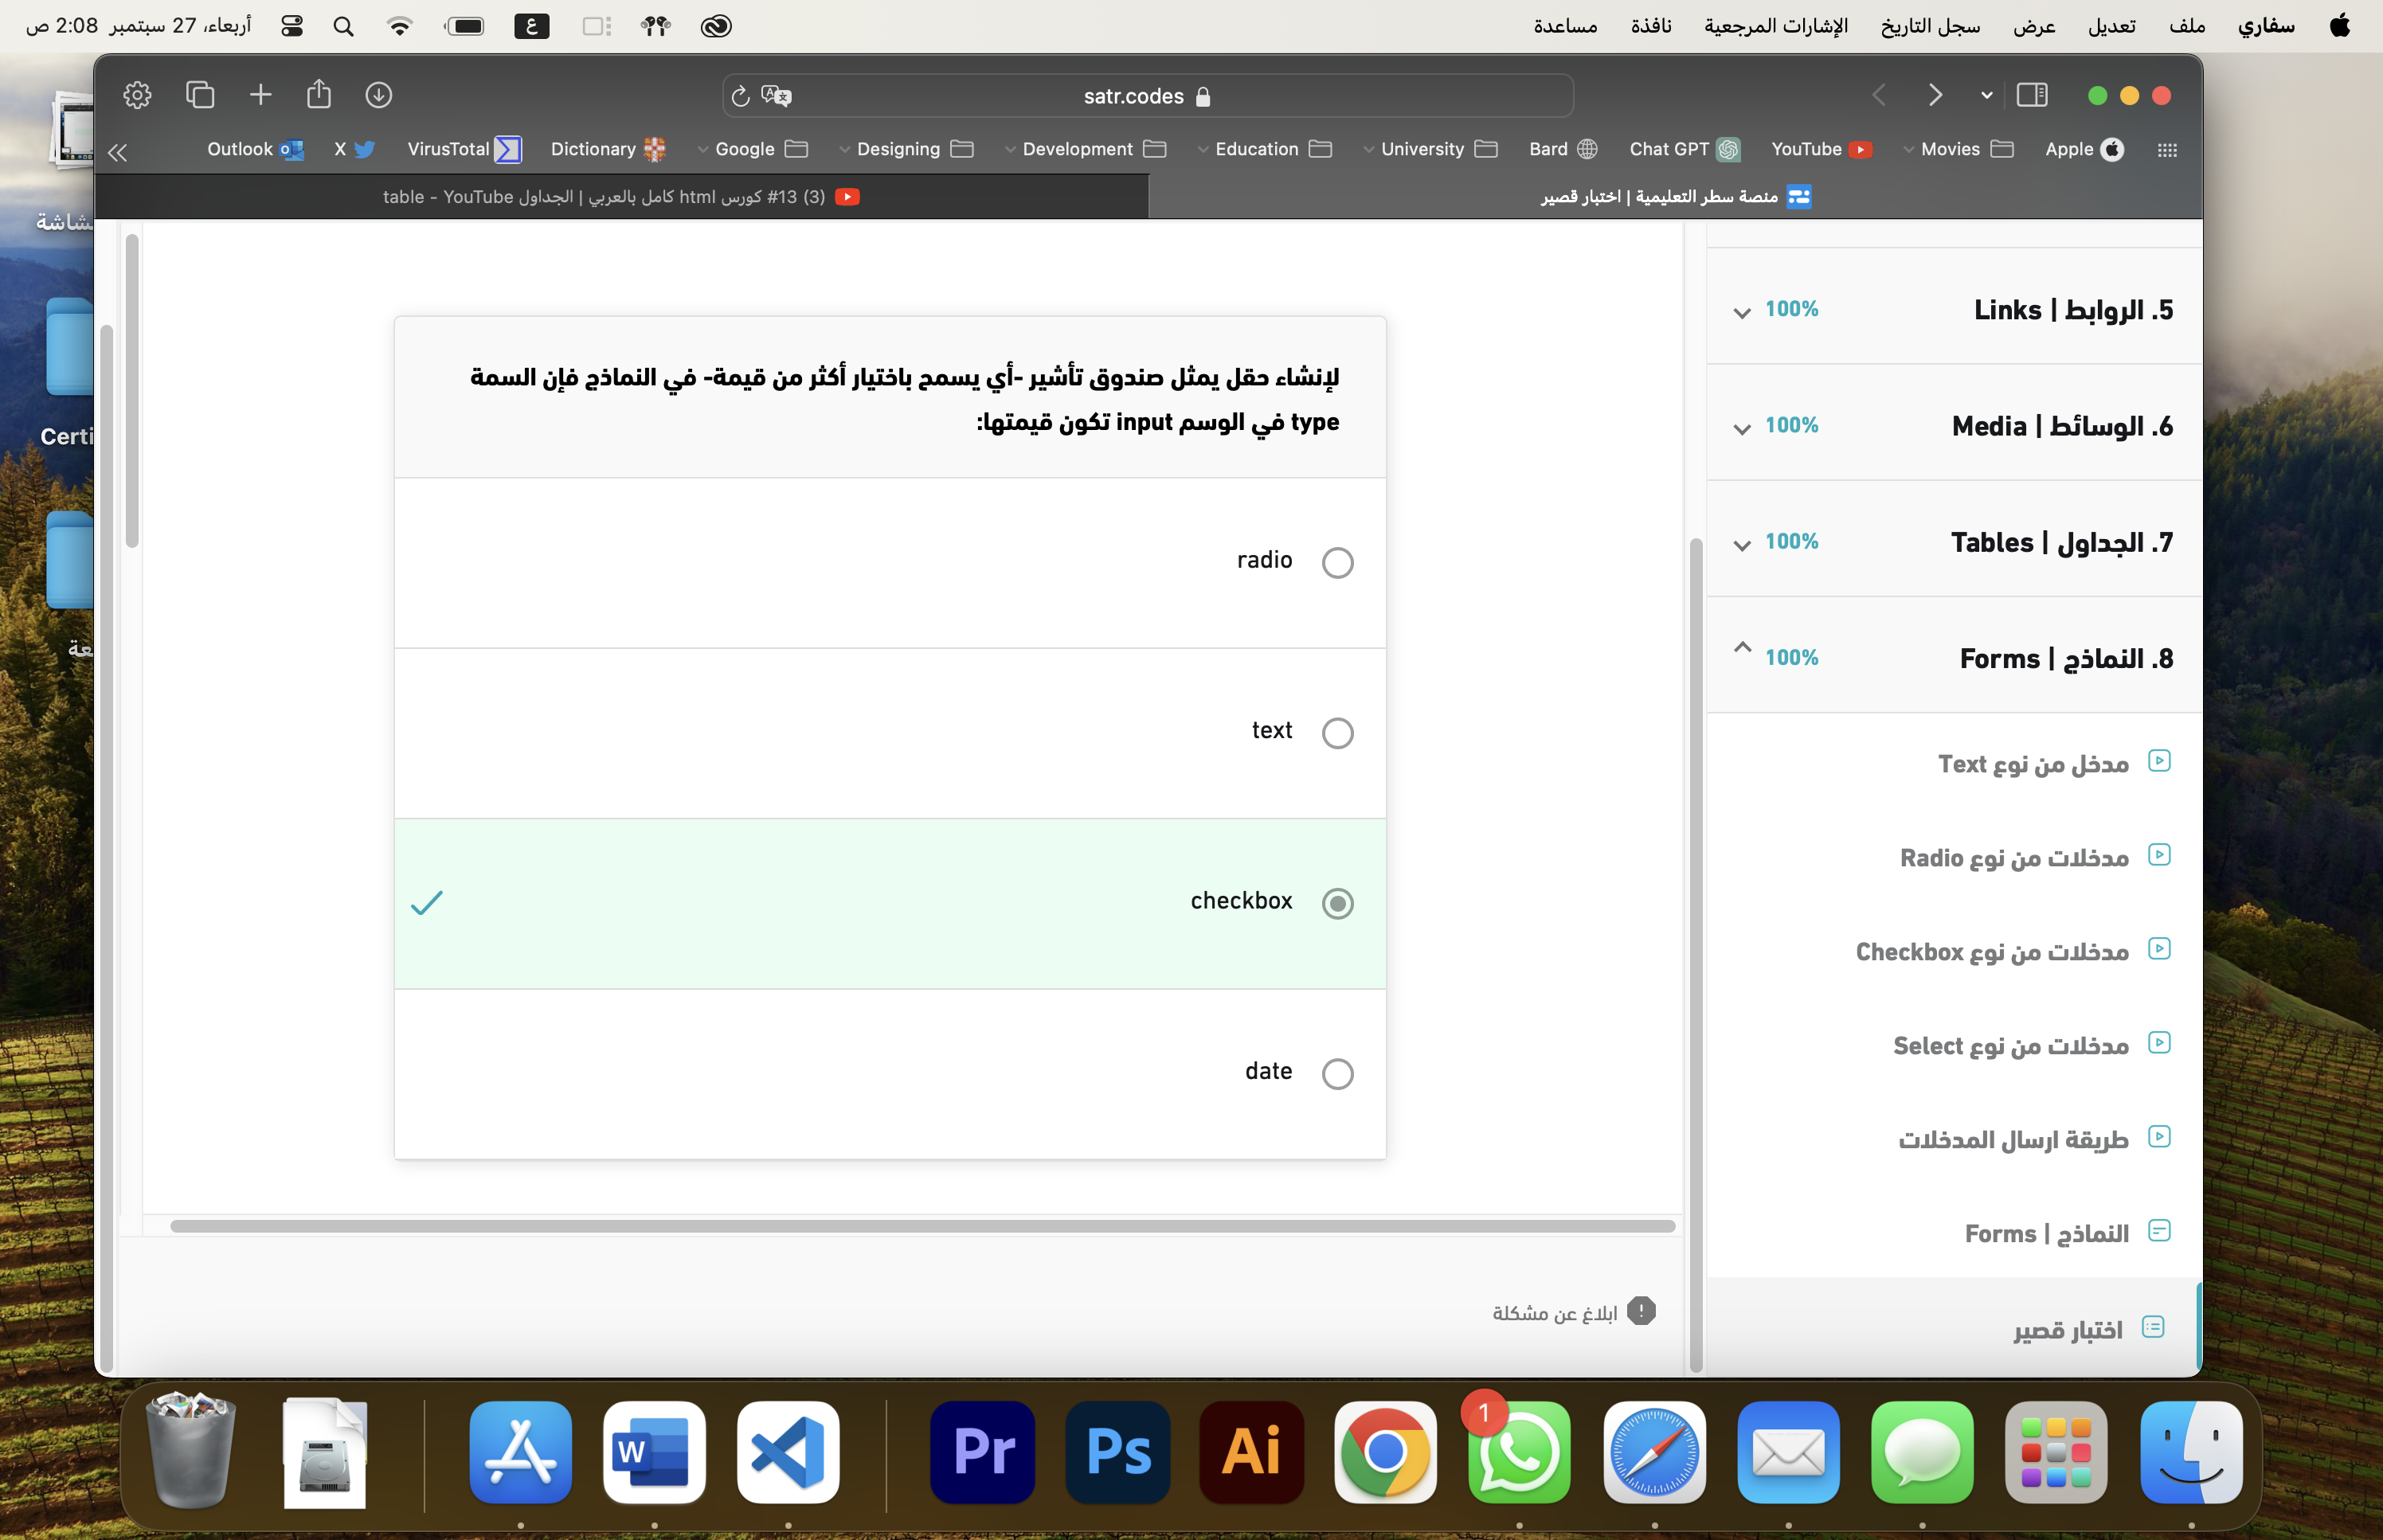 سفاري ملف تعديل عرض سجل التاريخ الإشارات المرجعية نافذة مساعدة ع أربعاء، 27 سبتمبر 2:08 ص
satr.codes
Apple Movies YouTube Chat GPT Bard University Education Development Designing Google Dictionary VirusTotal X Outlook
منصة سطر التعليمية | اختبار قصير
(3) #13 كورس html كامل بالعربي | الجداول table - YouTube
5. الروابط | Links 100%
6. الوسائط | Media 100%
7. الجداول | Tables 100%
8. النماذج | Forms 100%
مدخل من نوع Text
مدخلات من نوع Radio
مدخلات من نوع Checkbox
مدخلات من نوع Select
طريقة ارسال المدخلات
النماذج | Forms
اختبار قصير
لإنشاء حقل يمثل صندوق تأشير -أي يسمح باختيار أكثر من قيمة- في النماذج فإن السمة
type في الوسم input تكون قيمتها:
radio
text
checkbox
date
ابلاغ عن مشكلة
Certi
W
Pr
Ps
Ai
1